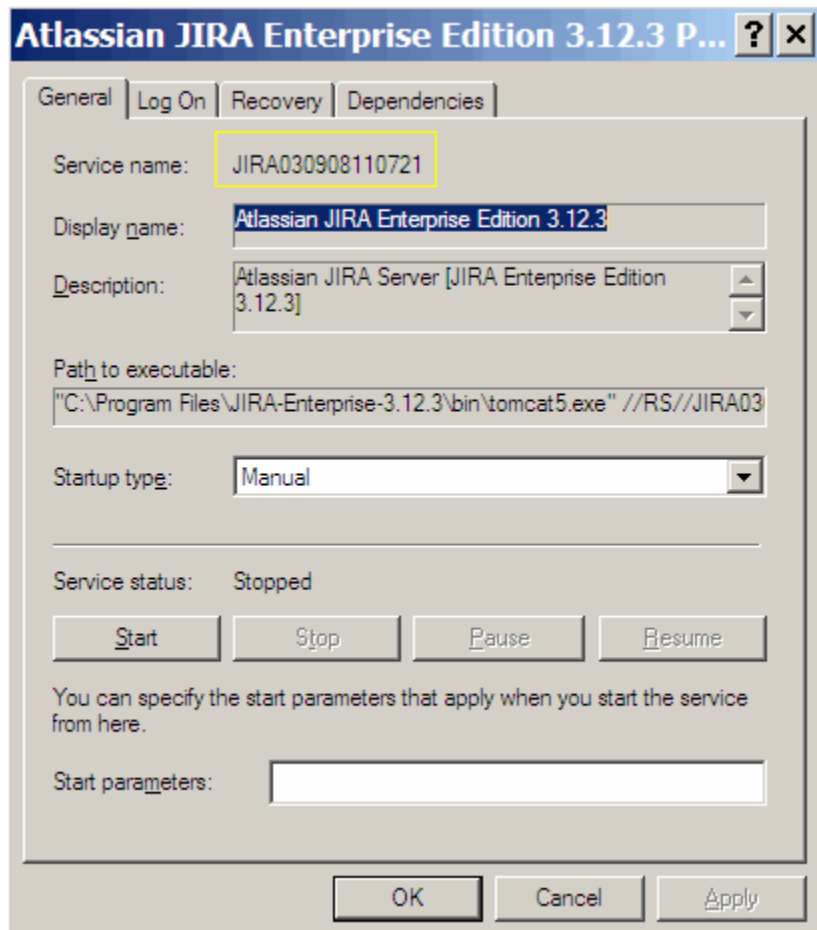 Atlassian JIRA Enterprise Edition 3.12.3 P...
General Log On Recovery Dependencies
Service name: JIRA030908110721
Display name: Atlassian JIRA Enterprise Edition 3.12.3
Description: Atlassian JIRA Server [JIRA Enterprise Edition
3.12.3]
Path to executable:
"C:\Program Files\JIRA-Enterprise-3.12.3\bin\tomcat5.exe" //RS//JIRA03
Startup type: Manual
Service status: Stopped
Start Stop Pause Resume
You can specify the start parameters that apply when you start the service
from here.
Start parameters:
OK Cancel Apply